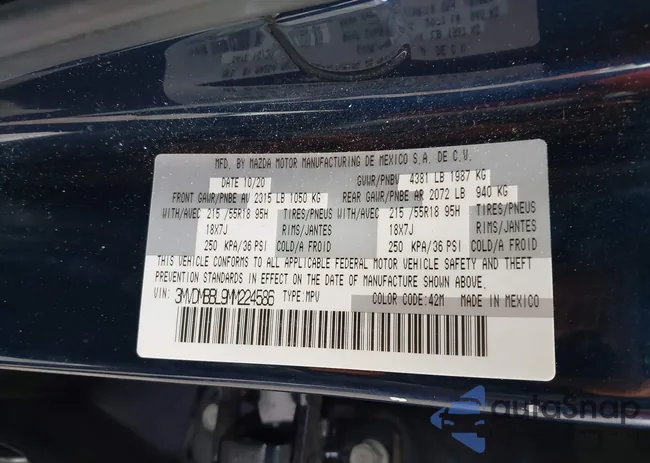 MFD. BY MAZDA MOTOR MANUFACTURING DE MEXICO S.A. DE C.V.
DATE 10/20 GVWR/PNBV 4381 LB 1987 KG
FRONT GAWR/PNBE AV 2315 LB 1050 KG REAR GAWR/PNBE AR 2072 LB 940 KG
WITH/AVEC 215 /55R18 95H TIRES/PNEUS WITH/AVEC 215 /55R18 95H TIRES/PNEUS
18X7J RIMS/JANTES 18X7J RIMS/JANTES
250 KPA/36 PSI COLD/A FROID 250 KPA/36 PSI COLD/A FROID
THIS VEHICLE CONFORMS TO ALL APPLICABLE FEDERAL MOTOR VEHICLE SAFETY AND THEFT
PREVENTION STANDARDS IN EFFECT ON THE DATE OF MANUFACTURE SHOWN ABOVE.
VIN: 3MVDMBBL9MM224586 TYPE:MPV COLOR CODE:42M MADE IN MEXICO
autoSnap